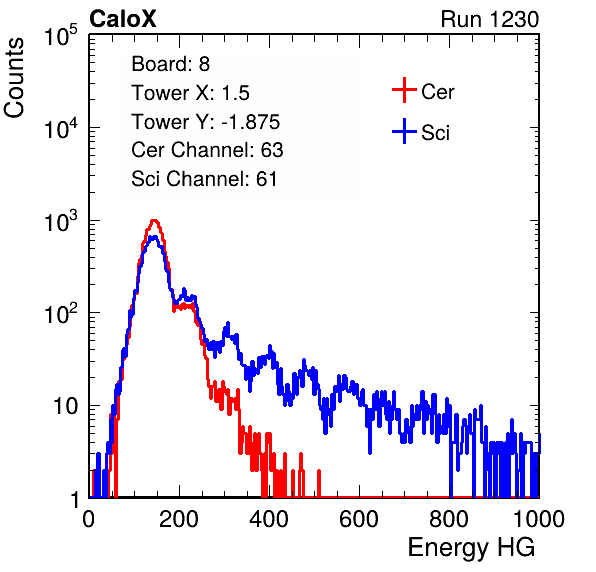 CaloX Run 1230
Counts
Board: 8
Tower X: 1.5
Tower Y: -1.875
Cer Channel: 63
Sci Channel: 61
Cer
Sci
10^5
10^4
10^3
10^2
10
1
0 200 400 600 800 1000
Energy HG